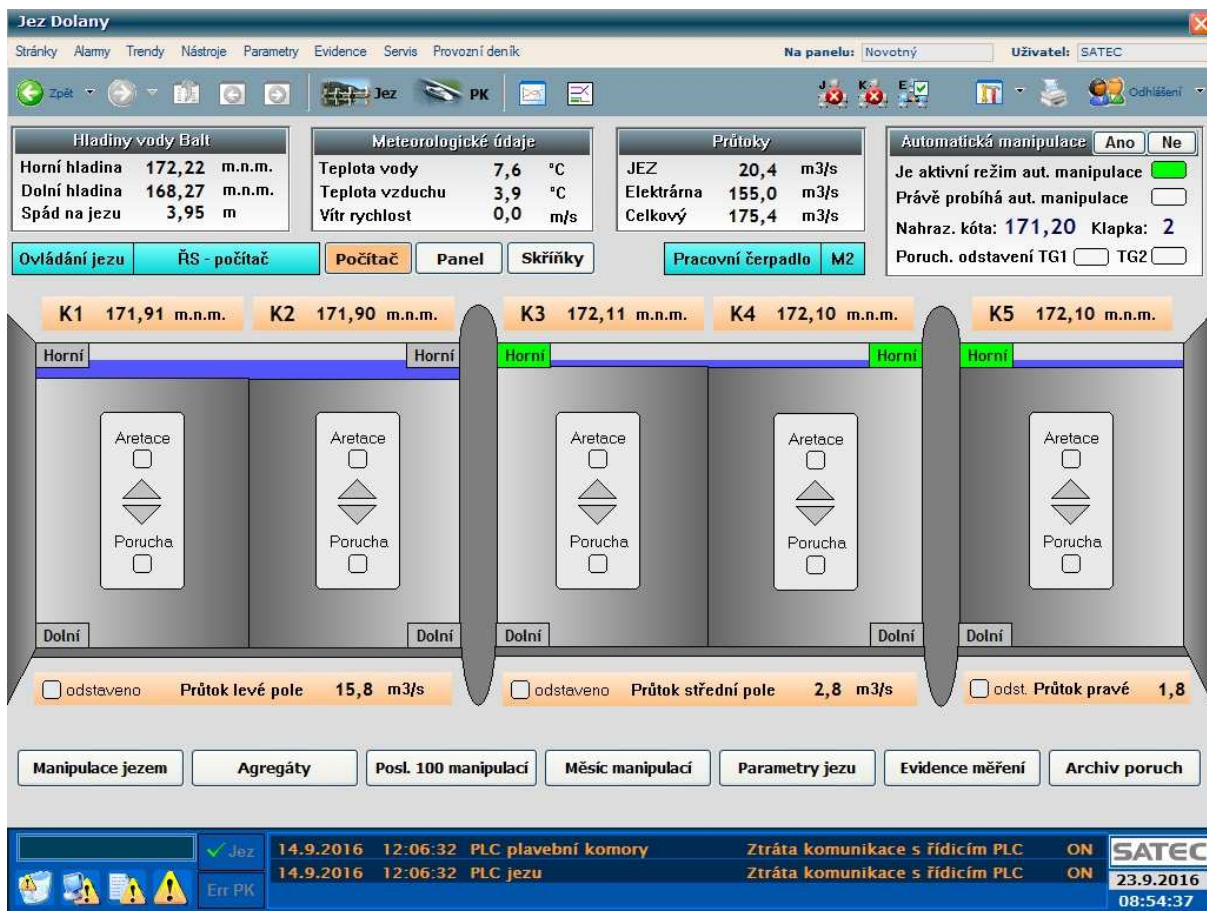 Jez Dolany
Stránky Alarmy Trendy Nástroje Parametry Evidence Servis Provozní deník Na panelu: Novotný Uživatel: SATEC
Zpět Jez PK J K E Odhlášení
Hladiny vody Balt
Horní hladina 172,22 m.n.m.
Dolní hladina 168,27 m.n.m.
Spád na jezu 3,95 m
Meteorologické údaje
Teplota vody 7,6 °C
Teplota vzduchu 3,9 °C
Vítr rychlost 0,0 m/s
Průtoky
JEZ 20,4 m3/s
Elektrárna 155,0 m3/s
Celkový 175,4 m3/s
Automatická manipulace Ano Ne
Je aktivní režim aut. manipulace
Právě probíhá aut. manipulace
Nahraz. kóta: 171,20 Klapka: 2
Poruch. odstavení TG1 TG2
Ovládání jezu ŘS - počítač Počítač Panel Skříňky Pracovní čerpadlo M2
K1 171,91 m.n.m. K2 171,90 m.n.m. K3 172,11 m.n.m. K4 172,10 m.n.m. K5 172,10 m.n.m.
Horní Horní Horní Horní Horní
Aretace Aretace Aretace Aretace Aretace
Porucha Porucha Porucha Porucha Porucha
Dolní Dolní Dolní Dolní Dolní
odstaveno Průtok levé pole 15,8 m3/s odstaveno Průtok střední pole 2,8 m3/s odst. Průtok pravé 1,8
Manipulace jezem Agregáty Posl. 100 manipulací Měsíc manipulací Parametry jezu Evidence měření Archiv poruch
Jez 14.9.2016 12:06:32 PLC plavební komory Ztráta komunikace s řídicím PLC ON SATEC
Err PK 14.9.2016 12:06:32 PLC jezu Ztráta komunikace s řídicím PLC ON 23.9.2016
08:54:37